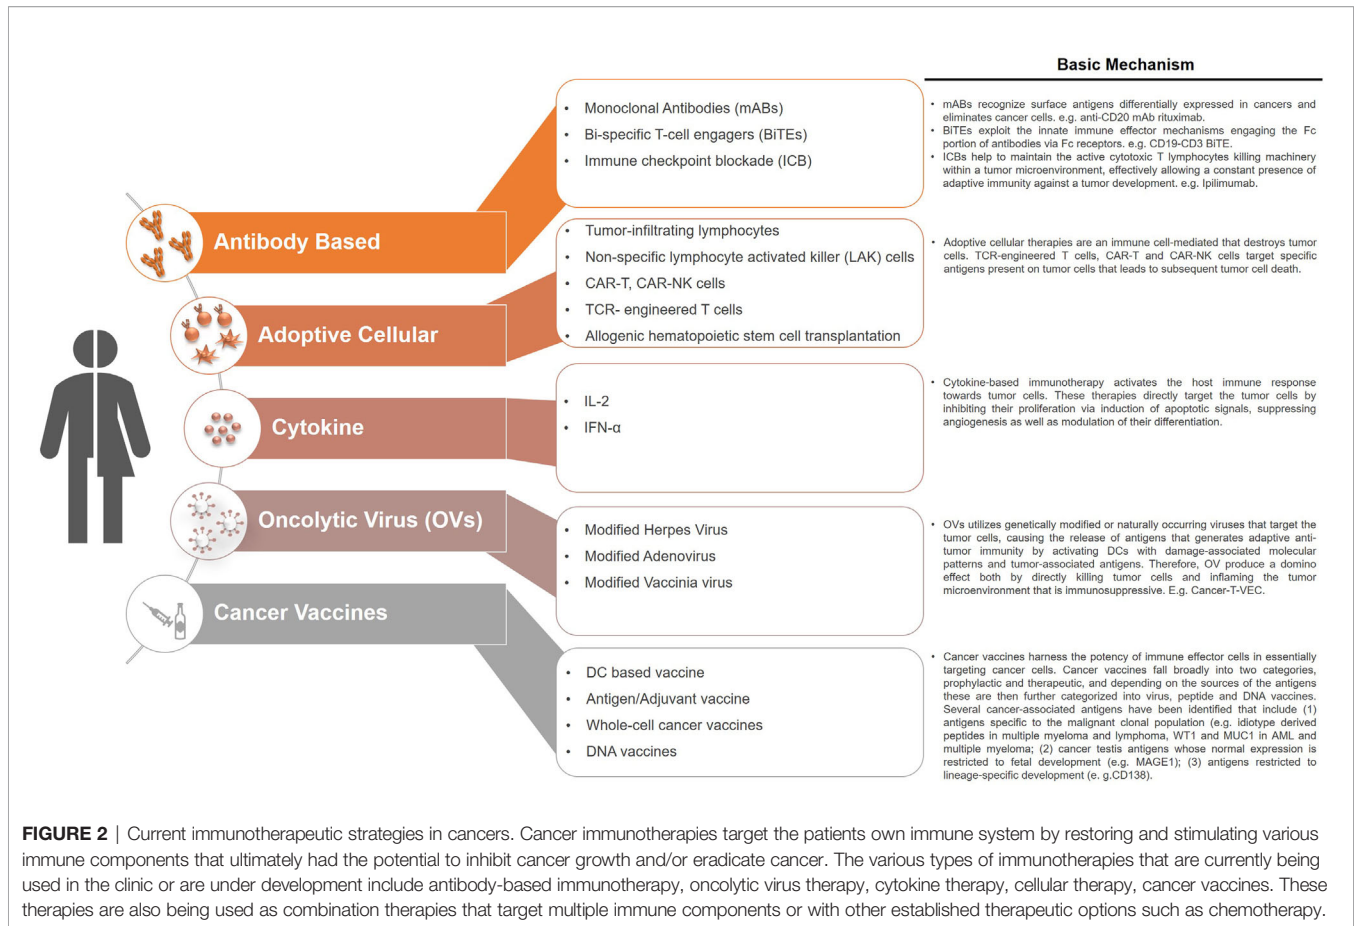 Basic Mechanism
Antibody Based
• Monoclonal Antibodies (mABs)
• Bi-specific T-cell engagers (BiTEs)
• Immune checkpoint blockade (ICB)
• mABs recognize surface antigens differentially expressed in cancers and
eliminates cancer cells. e.g. anti-CD20 mAb rituximab.
• BiTEs exploit the innate immune effector mechanisms engaging the Fc
portion of antibodies via Fc receptors. e.g. CD19-CD3 BiTE.
• ICBs help to maintain the active cytotoxic T lymphocytes killing machinery
within a tumor microenvironment, effectively allowing a constant presence of
adaptive immunity against a tumor development. e.g. Ipilimumab.
Adoptive Cellular
• Tumor-infiltrating lymphocytes
• Non-specific lymphocyte activated killer (LAK) cells
• CAR-T, CAR-NK cells
• TCR- engineered T cells
• Allogenic hematopoietic stem cell transplantation
• Adoptive cellular therapies are an immune cell-mediated that destroys tumor
cells. TCR-engineered T cells, CAR-T and CAR-NK cells target specific
antigens present on tumor cells that leads to subsequent tumor cell death.
Cytokine
• IL-2
• IFN-α
• Cytokine-based immunotherapy activates the host immune response
towards tumor cells. These therapies directly target the tumor cells by
inhibiting their proliferation via induction of apoptotic signals, suppressing
angiogenesis as well as modulation of their differentiation.
Oncolytic Virus (OVs)
• Modified Herpes Virus
• Modified Adenovirus
• Modified Vaccinia virus
• OVs utilizes genetically modified or naturally occurring viruses that target the
tumor cells, causing the release of antigens that generates adaptive anti-
tumor immunity by activating DCs with damage-associated molecular
patterns and tumor-associated antigens. Therefore, OV produce a domino
effect both by directly killing tumor cells and inflaming the tumor
microenvironment that is immunosuppressive. E.g. Cancer-T-VEC.
Cancer Vaccines
• DC based vaccine
• Antigen/Adjuvant vaccine
• Whole-cell cancer vaccines
• DNA vaccines
• Cancer vaccines harness the potency of immune effector cells in essentially
targeting cancer cells. Cancer vaccines fall broadly into two categories,
prophylactic and therapeutic, and depending on the sources of the antigens
these are then further categorized into virus, peptide and DNA vaccines.
Several cancer-associated antigens have been identified that include (1)
antigens specific to the malignant clonal population (e.g. idiotype derived
peptides in multiple myeloma and lymphoma, WT1 and MUC1 in AML and
multiple myeloma; (2) cancer testis antigens whose normal expression is
restricted to fetal development (e.g. MAGE1); (3) antigens restricted to
lineage-specific development (e. g.CD138).
FIGURE 2 | Current immunotherapeutic strategies in cancers. Cancer immunotherapies target the patients own immune system by restoring and stimulating various
immune components that ultimately had the potential to inhibit cancer growth and/or eradicate cancer. The various types of immunotherapies that are currently being
used in the clinic or are under development include antibody-based immunotherapy, oncolytic virus therapy, cytokine therapy, cellular therapy, cancer vaccines. These
therapies are also being used as combination therapies that target multiple immune components or with other established therapeutic options such as chemotherapy.